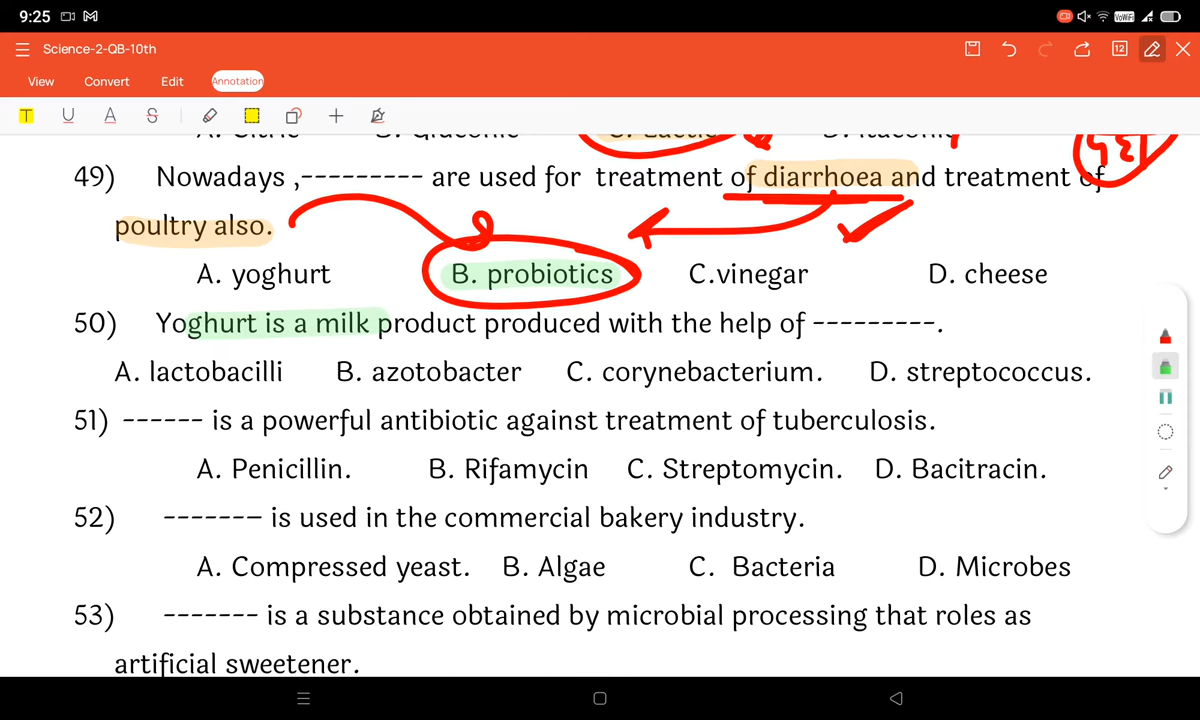 9:25 VoWiFi
Science-2-QB-10th 12
View Convert Edit Annotation
T U A S
49) Nowadays ,--------- are used for treatment of diarrhoea and treatment of
poultry also.
A. yoghurt B. probiotics C.vinegar D. cheese
50) Yoghurt is a milk product produced with the help of ---------.
A. lactobacilli B. azotobacter C. corynebacterium. D. streptococcus.
51) ------ is a powerful antibiotic against treatment of tuberculosis.
A. Penicillin. B. Rifamycin C. Streptomycin. D. Bacitracin.
52) ------- is used in the commercial bakery industry.
A. Compressed yeast. B. Algae C. Bacteria D. Microbes
53) ------- is a substance obtained by microbial processing that roles as
artificial sweetener.